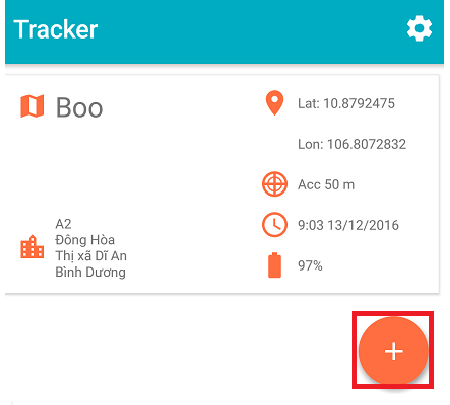 Tracker
Boo
Lat: 10.8792475
Lon: 106.8072832
Acc 50 m
A2
Đông Hòa
Thị xã Dĩ An
Bình Dương
9:03 13/12/2016
97%
+